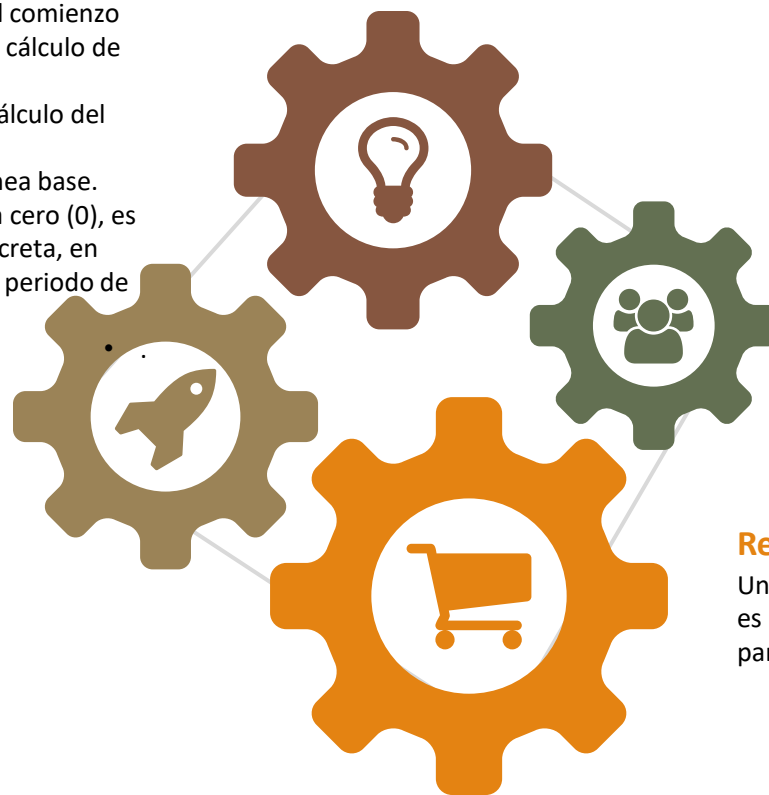 l comienzo
cálculo de
álculo del
nea base.
cero (0), es
creta, en
periodo de
Re
Un
es
par